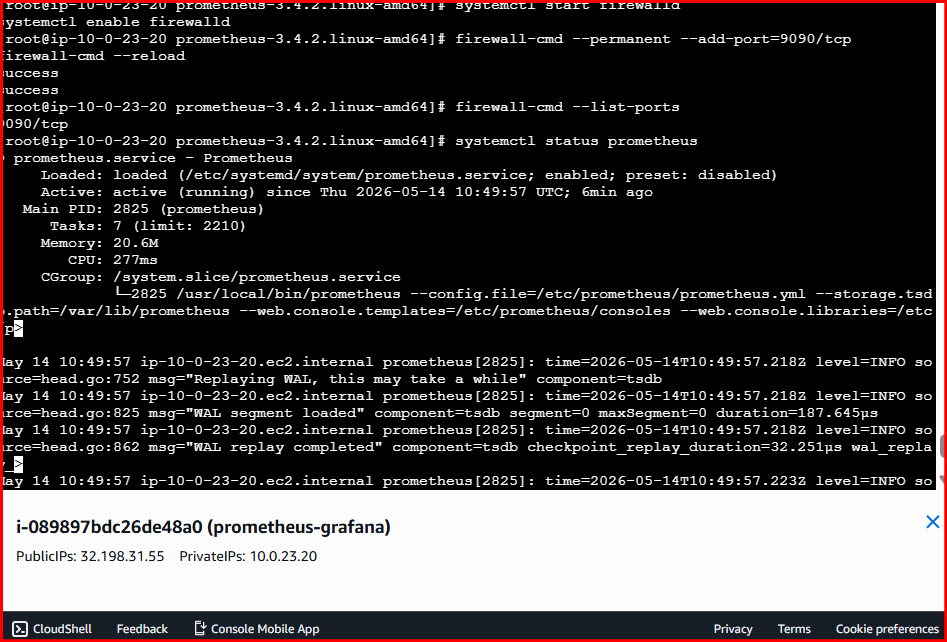 root@ip-10-0-23-20 prometheus-3.4.2.linux-amd64]# systemctl start firewalld
ystemctl enable firewalld
root@ip-10-0-23-20 prometheus-3.4.2.linux-amd64]# firewall-cmd --permanent --add-port=9090/tcp
irewall-cmd --reload
uccess
uccess
root@ip-10-0-23-20 prometheus-3.4.2.linux-amd64]# firewall-cmd --list-ports
090/tcp
root@ip-10-0-23-20 prometheus-3.4.2.linux-amd64]# systemctl status prometheus
prometheus.service - Prometheus
Loaded: loaded (/etc/systemd/system/prometheus.service; enabled; preset: disabled)
Active: active (running) since Thu 2026-05-14 10:49:57 UTC; 6min ago
Main PID: 2825 (prometheus)
Tasks: 7 (limit: 2210)
Memory: 20.6M
CPU: 277ms
CGroup: /system.slice/prometheus.service
└─2825 /usr/local/bin/prometheus --config.file=/etc/prometheus/prometheus.yml --storage.tsd
.path=/var/lib/prometheus --web.console.templates=/etc/prometheus/consoles --web.console.libraries=/etc
p>
ay 14 10:49:57 ip-10-0-23-20.ec2.internal prometheus[2825]: time=2026-05-14T10:49:57.218Z level=INFO so
rce=head.go:752 msg="Replaying WAL, this may take a while" component=tsdb
ay 14 10:49:57 ip-10-0-23-20.ec2.internal prometheus[2825]: time=2026-05-14T10:49:57.218Z level=INFO so
rce=head.go:825 msg="WAL segment loaded" component=tsdb segment=0 maxSegment=0 duration=187.645µs
ay 14 10:49:57 ip-10-0-23-20.ec2.internal prometheus[2825]: time=2026-05-14T10:49:57.218Z level=INFO so
rce=head.go:862 msg="WAL replay completed" component=tsdb checkpoint_replay_duration=32.251µs wal_repla
_>
ay 14 10:49:57 ip-10-0-23-20.ec2.internal prometheus[2825]: time=2026-05-14T10:49:57.223Z level=INFO so
i-089897bdc26de48a0 (prometheus-grafana)
PublicIPs: 32.198.31.55 PrivateIPs: 10.0.23.20
CloudShell Feedback Console Mobile App Privacy Terms Cookie preferences